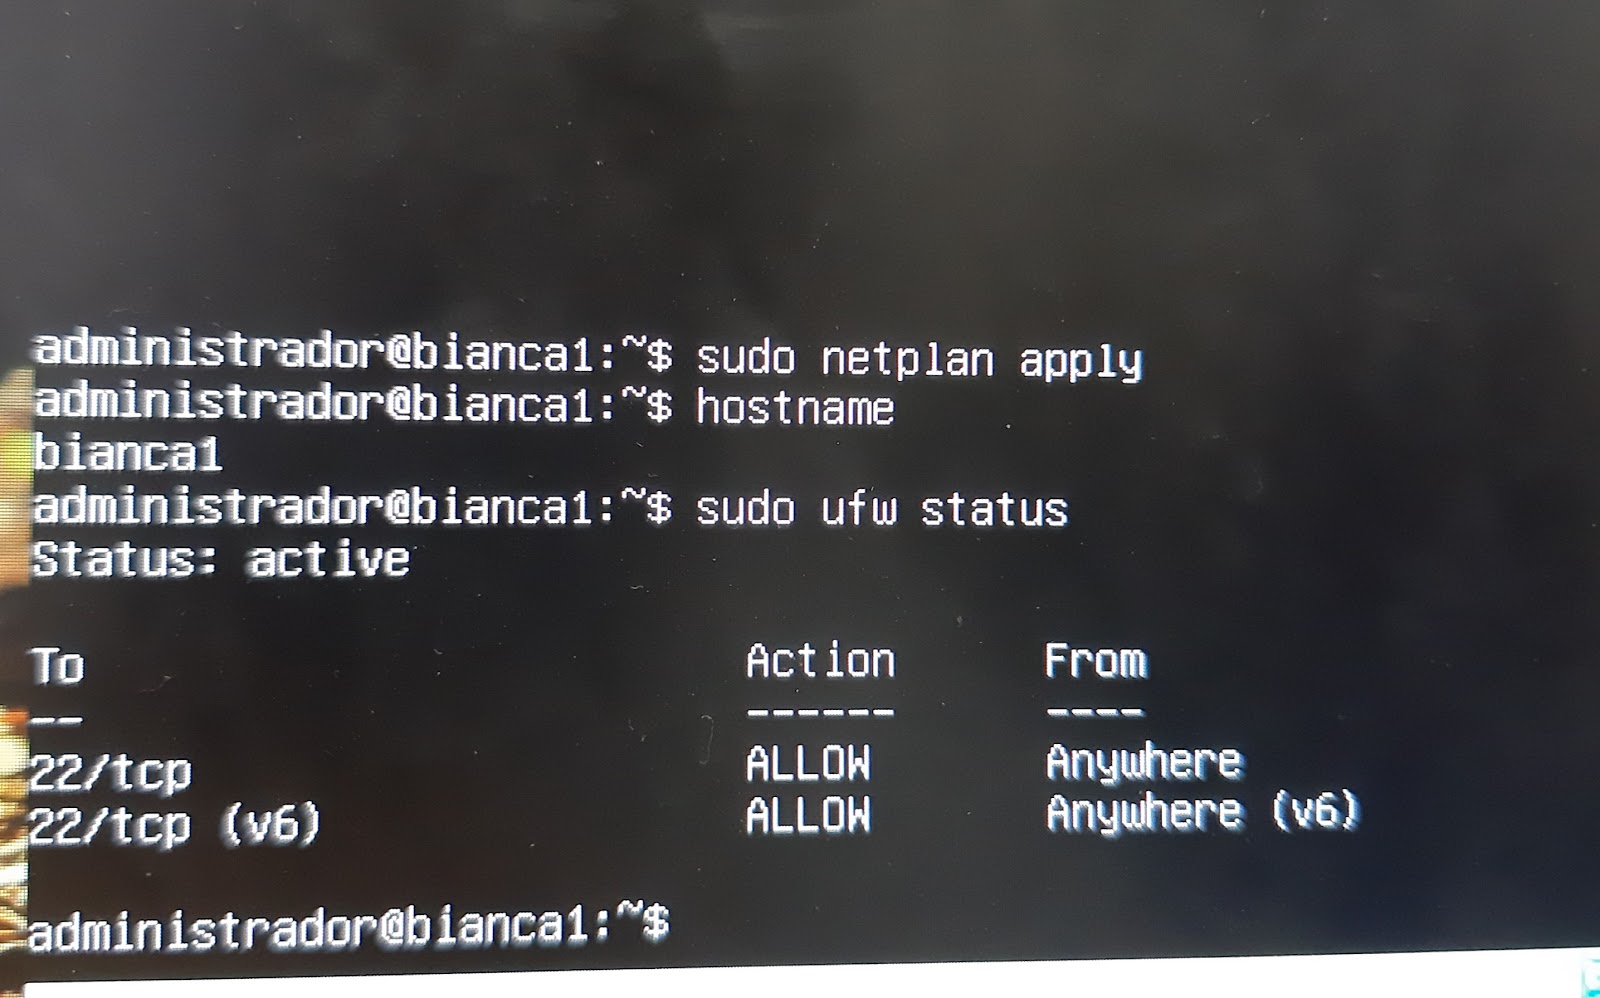 administrador@bianca1:~$ sudo netplan apply
administrador@bianca1:~$ hostname
bianca1
administrador@bianca1:~$ sudo ufw status
Status: active
To Action From
-- ------ ----
22/tcp ALLOW Anywhere
22/tcp (v6) ALLOW Anywhere (v6)
administrador@bianca1:~$